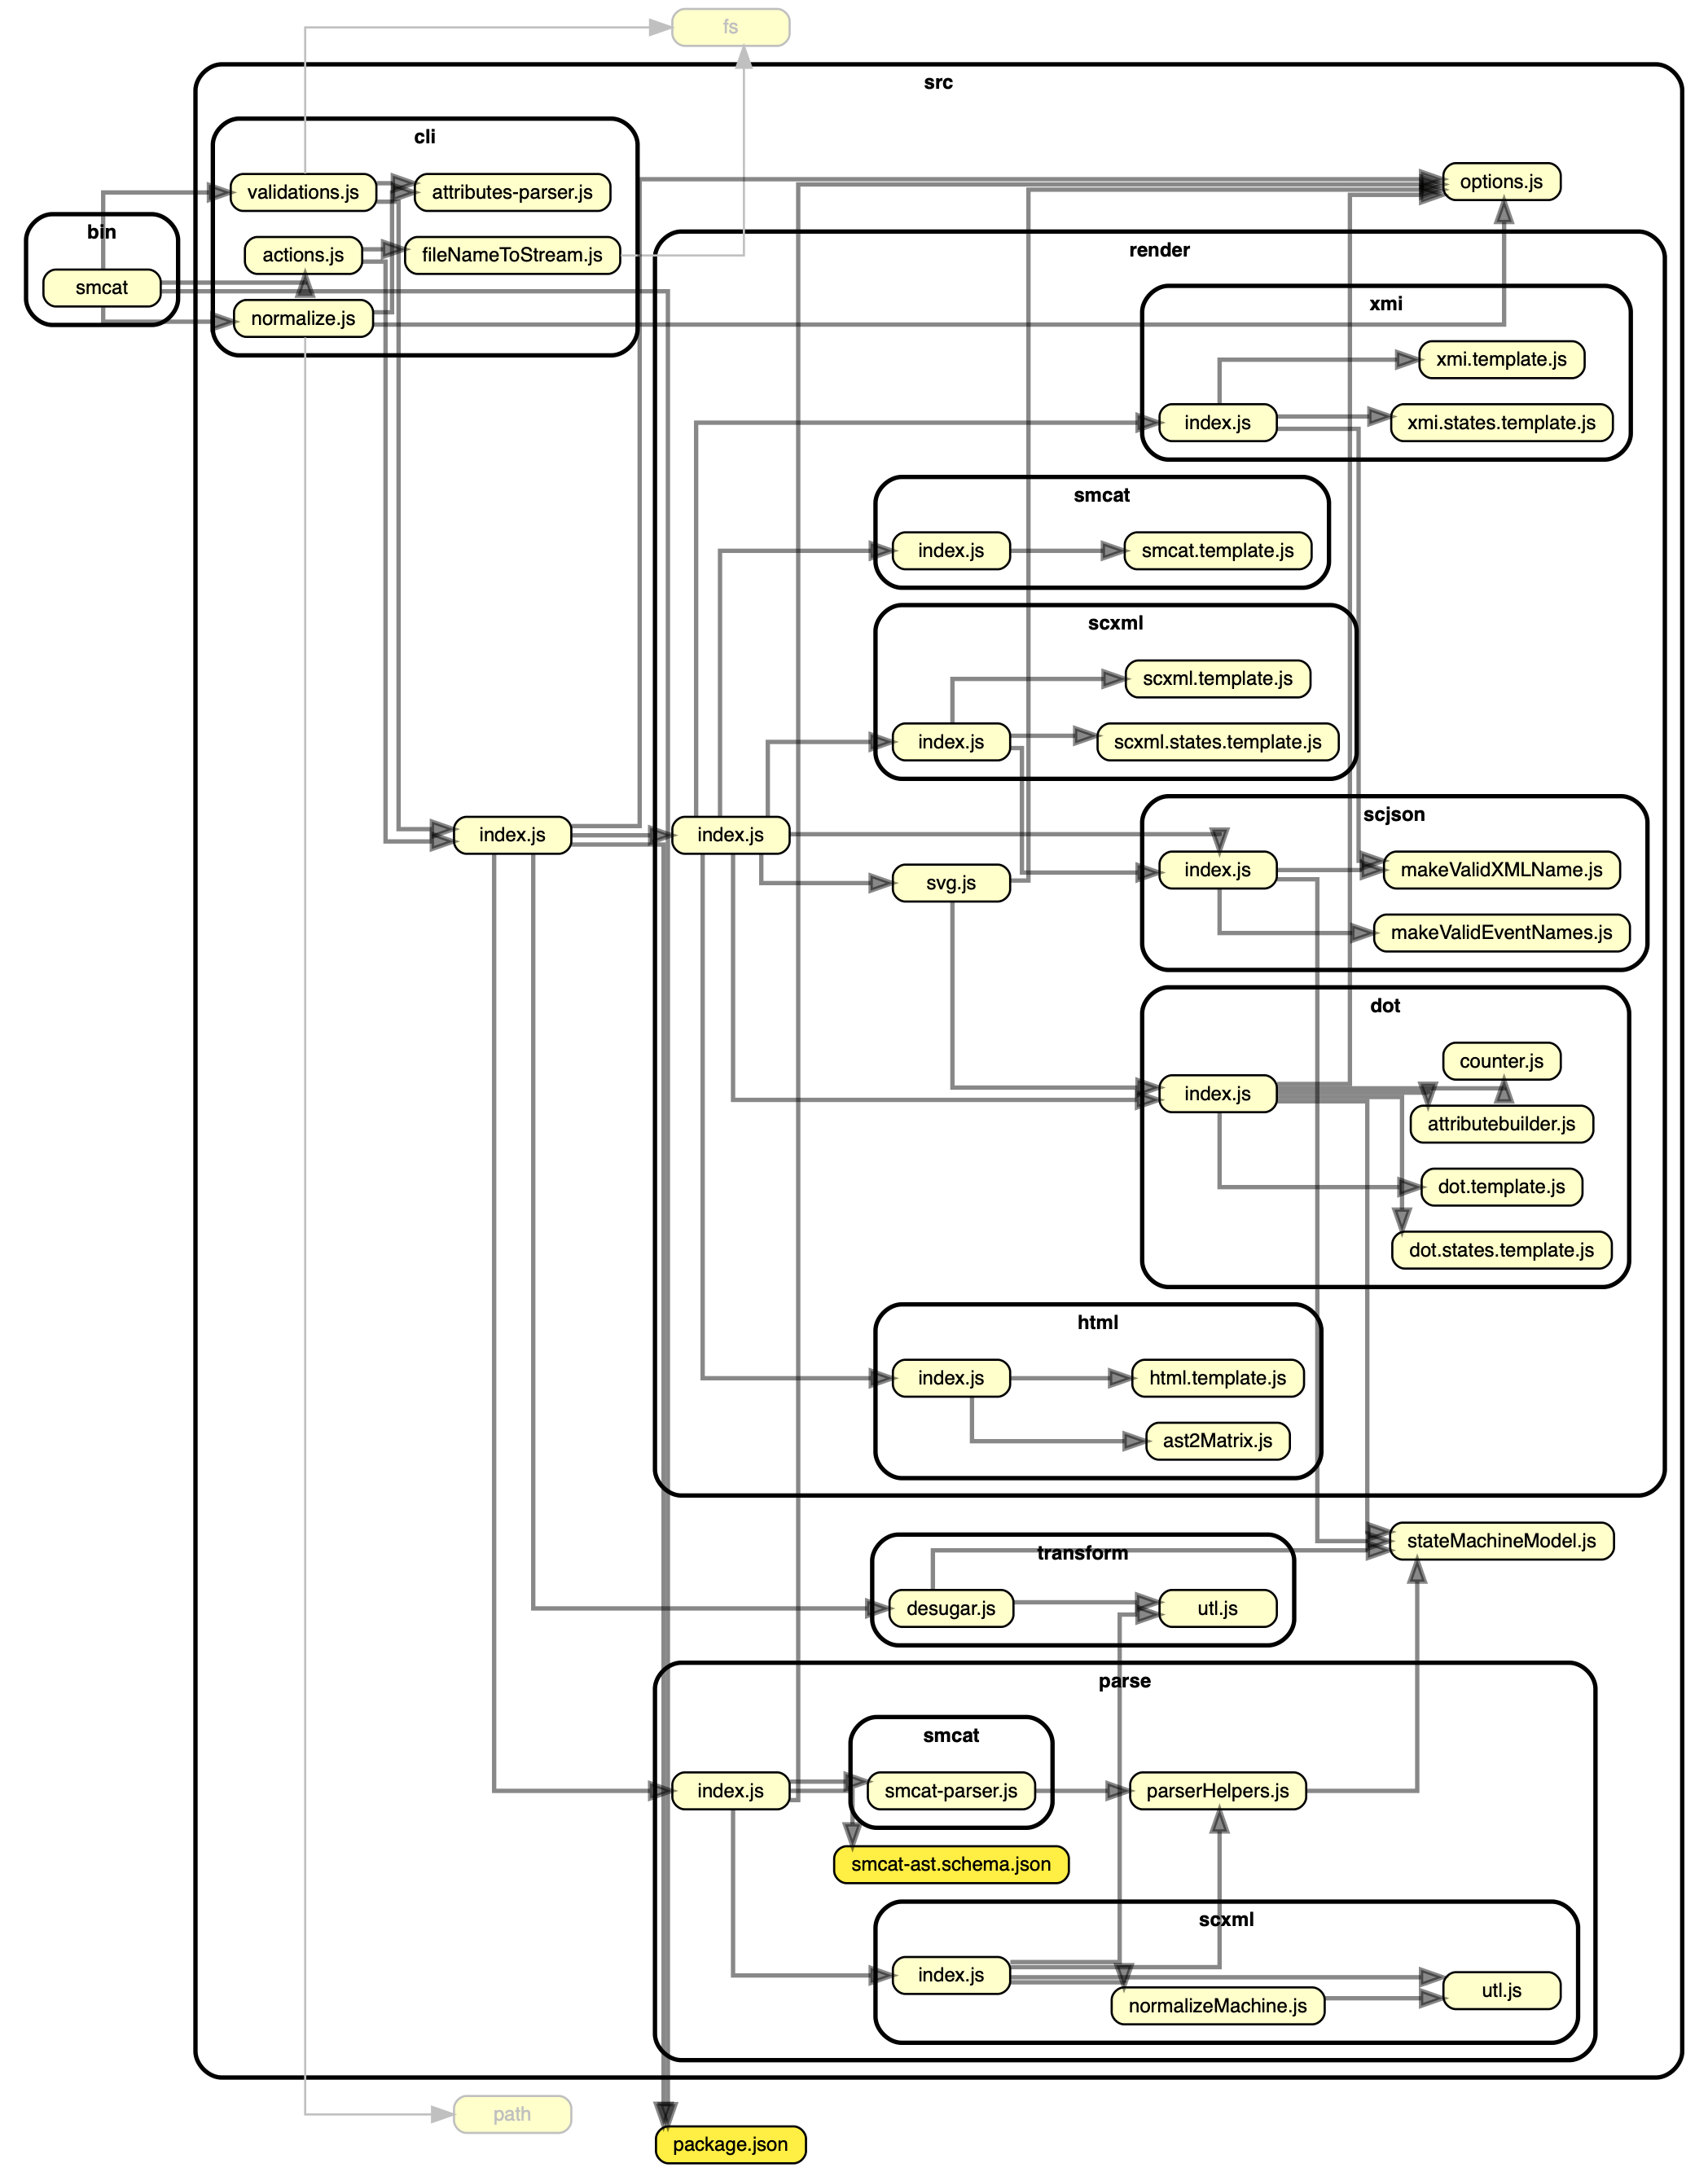 fs
src
cli
validations.js
attributes-parser.js
options.js
bin
actions.js
fileNameToStream.js
render
smcat
normalize.js
xmi
xmi.template.js
index.js
xmi.states.template.js
smcat
index.js
smcat.template.js
scxml
scxml.template.js
index.js
scxml.states.template.js
scjson
index.js
index.js
index.js
makeValidXMLName.js
svg.js
makeValidEventNames.js
dot
counter.js
index.js
attributebuilder.js
dot.template.js
dot.states.template.js
html
index.js
html.template.js
ast2Matrix.js
stateMachineModel.js
transform
desugar.js
utl.js
parse
smcat
index.js
smcat-parser.js
parserHelpers.js
smcat-ast.schema.json
scxml
index.js
utl.js
normalizeMachine.js
path
package.json